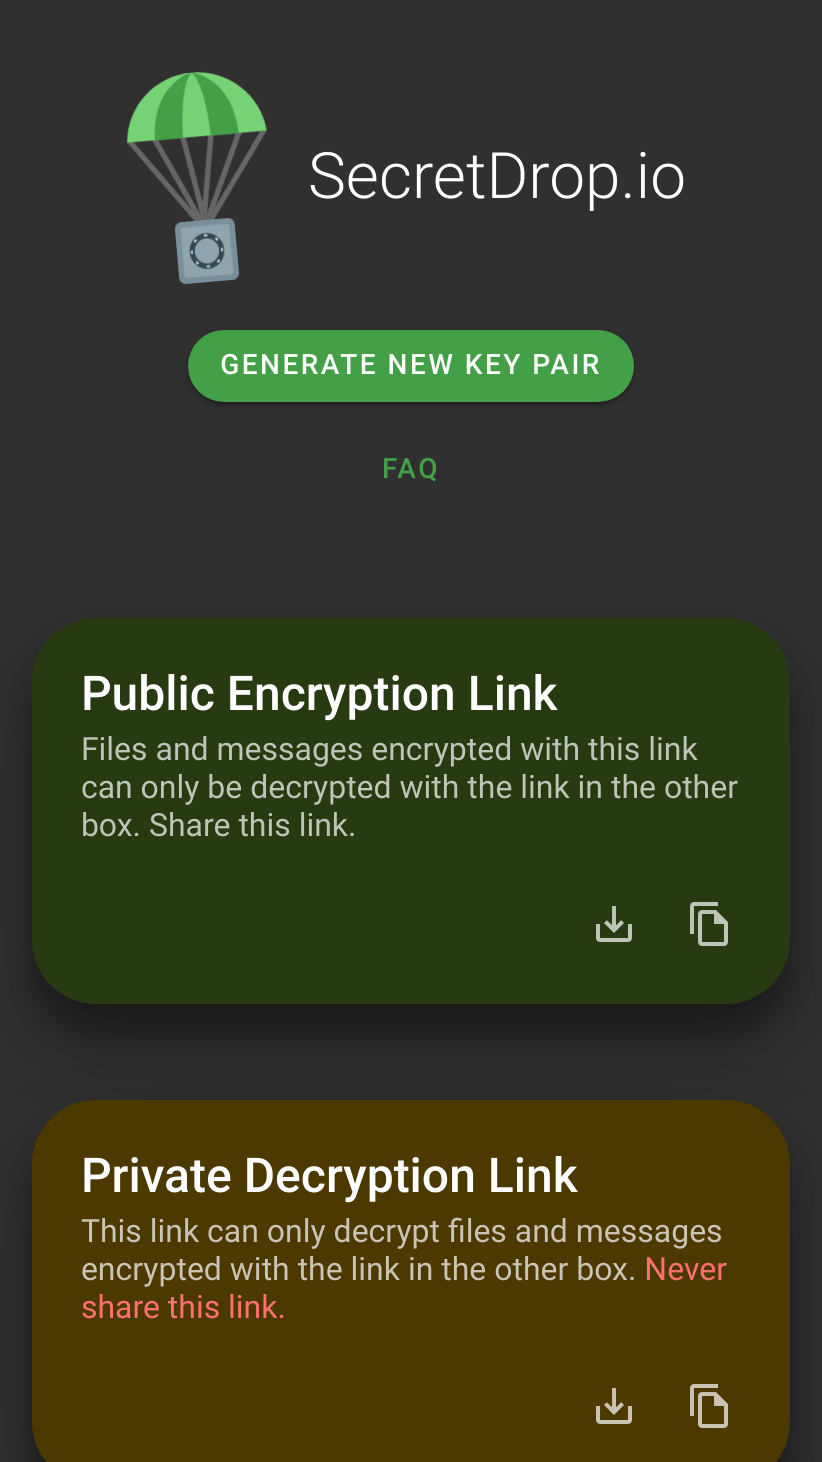 SecretDrop.io
GENERATE NEW KEY PAIR
FAQ
Public Encryption Link
Files and messages encrypted with this link
can only be decrypted with the link in the other
box. Share this link.
Private Decryption Link
This link can only decrypt files and messages
encrypted with the link in the other box. Never
share this link.